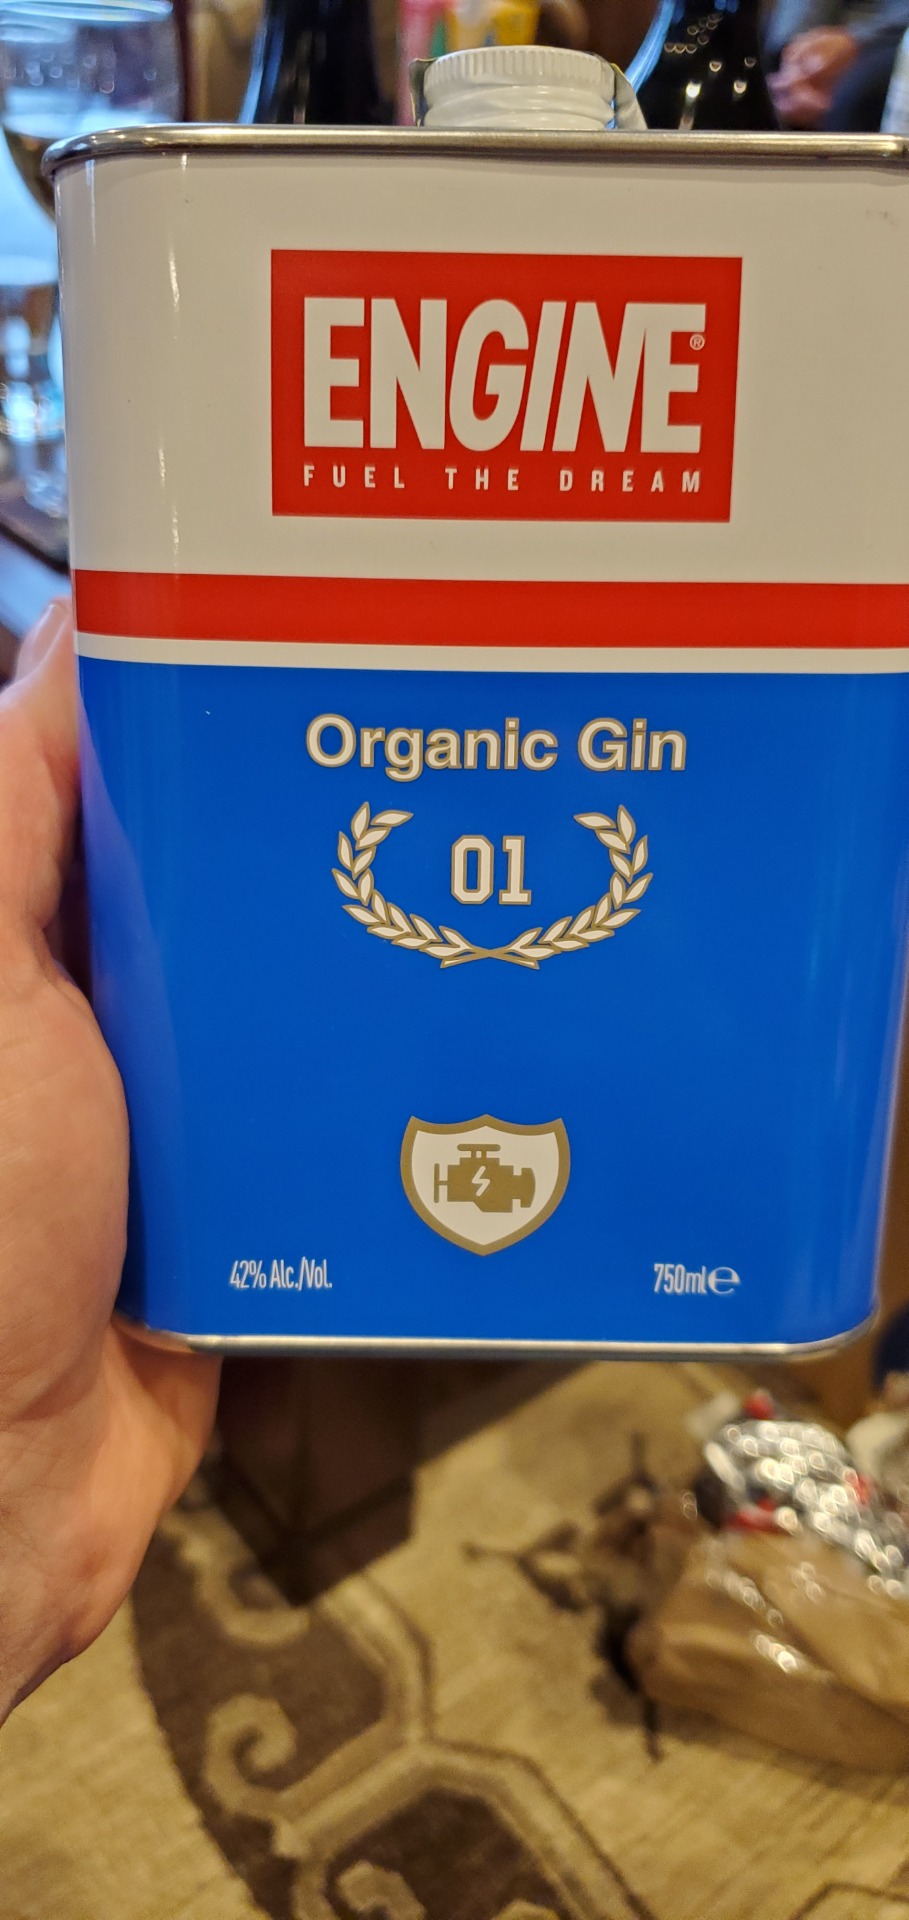 ENGINE®
FUEL THE DREAM
Organic Gin
01
42% Alc./Vol.
750ml℮